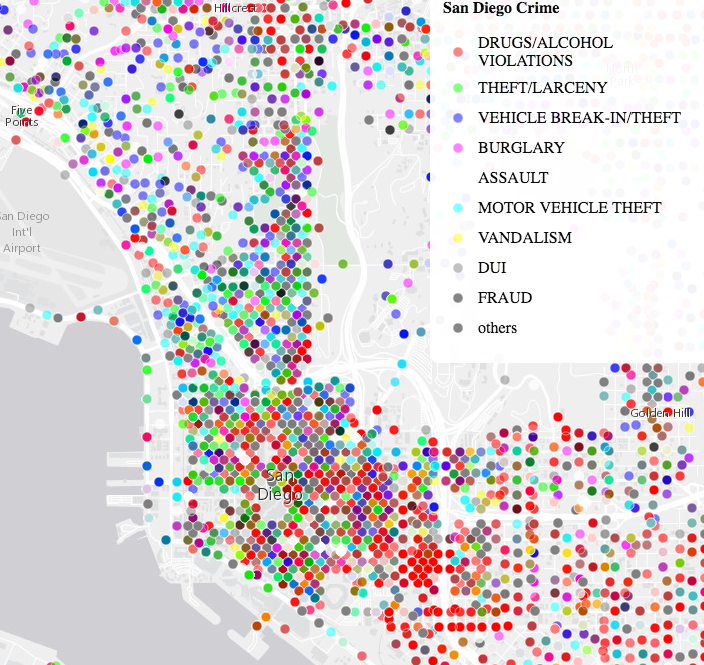 San Diego Crime
Hillcrest
DRUGS/ALCOHOL
VIOLATIONS
THEFT/LARCENY
Five
Points
VEHICLE BREAK-IN/THEFT
BURGLARY
ASSAULT
MOTOR VEHICLE THEFT
San Diego
Int'l
Airport
VANDALISM
DUI
FRAUD
others
Golden Hill
San
Diego